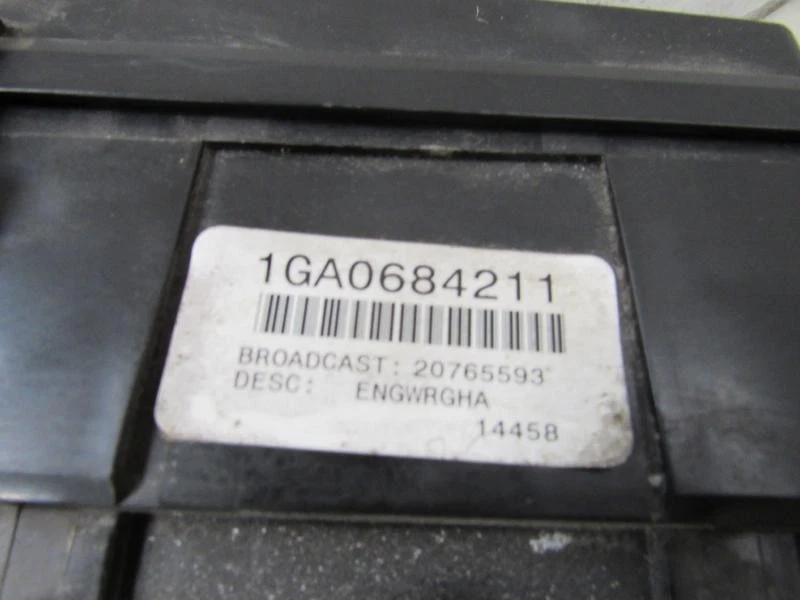 1GA0684211
BROADCAST: 20765593
DESC: ENGWRGHA
14458